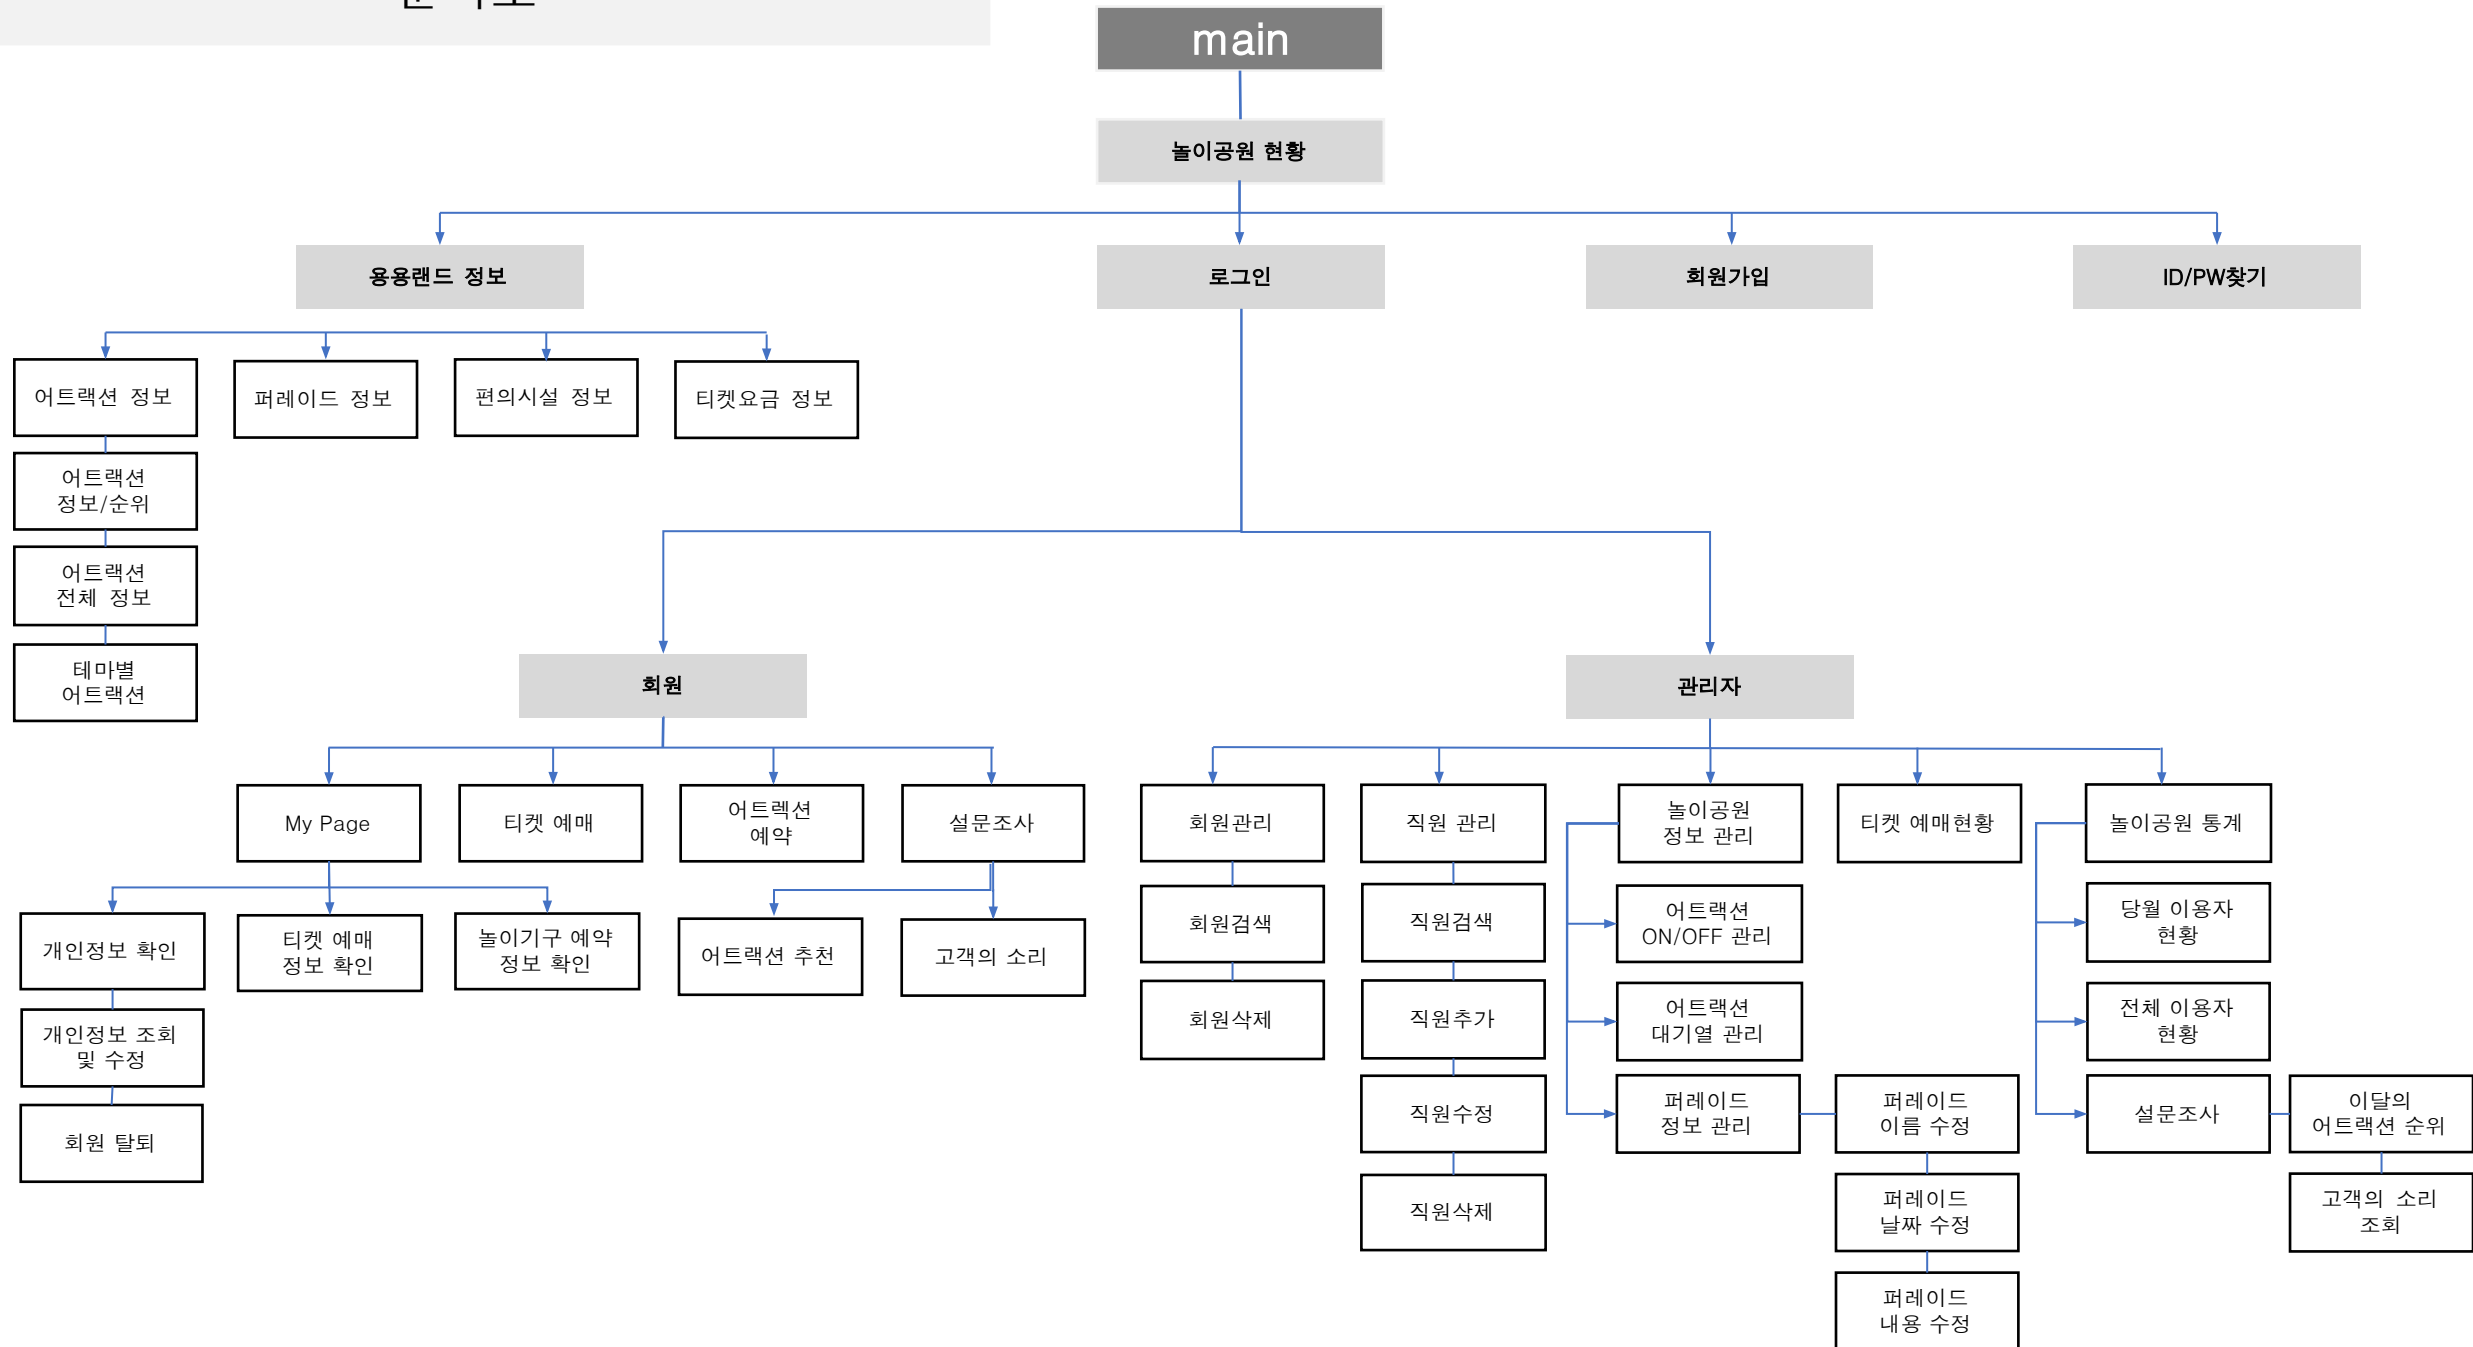 main
놀이공원 현황
용용랜드 정보
로그인
회원가입
ID/PW찾기
어트랙션 정보
퍼레이드 정보
편의시설 정보
티켓요금 정보
어트랙션
정보/순위
어트랙션
전체 정보
테마별
어트랙션
회원
관리자
My Page
티켓 예매
어트렉션
예약
설문조사
회원관리
직원 관리
놀이공원
정보 관리
티켓 예매현황
놀이공원 통계
개인정보 확인
티켓 예매
정보 확인
놀이기구 예약
정보 확인
어트랙션 추천
고객의 소리
회원검색
직원검색
어트랙션
ON/OFF 관리
당월 이용자
현황
개인정보 조회
및 수정
회원삭제
직원추가
어트랙션
대기열 관리
전체 이용자
현황
회원 탈퇴
직원수정
퍼레이드
정보 관리
퍼레이드
이름 수정
설문조사
이달의
어트랙션 순위
직원삭제
퍼레이드
날짜 수정
고객의 소리
조회
퍼레이드
내용 수정